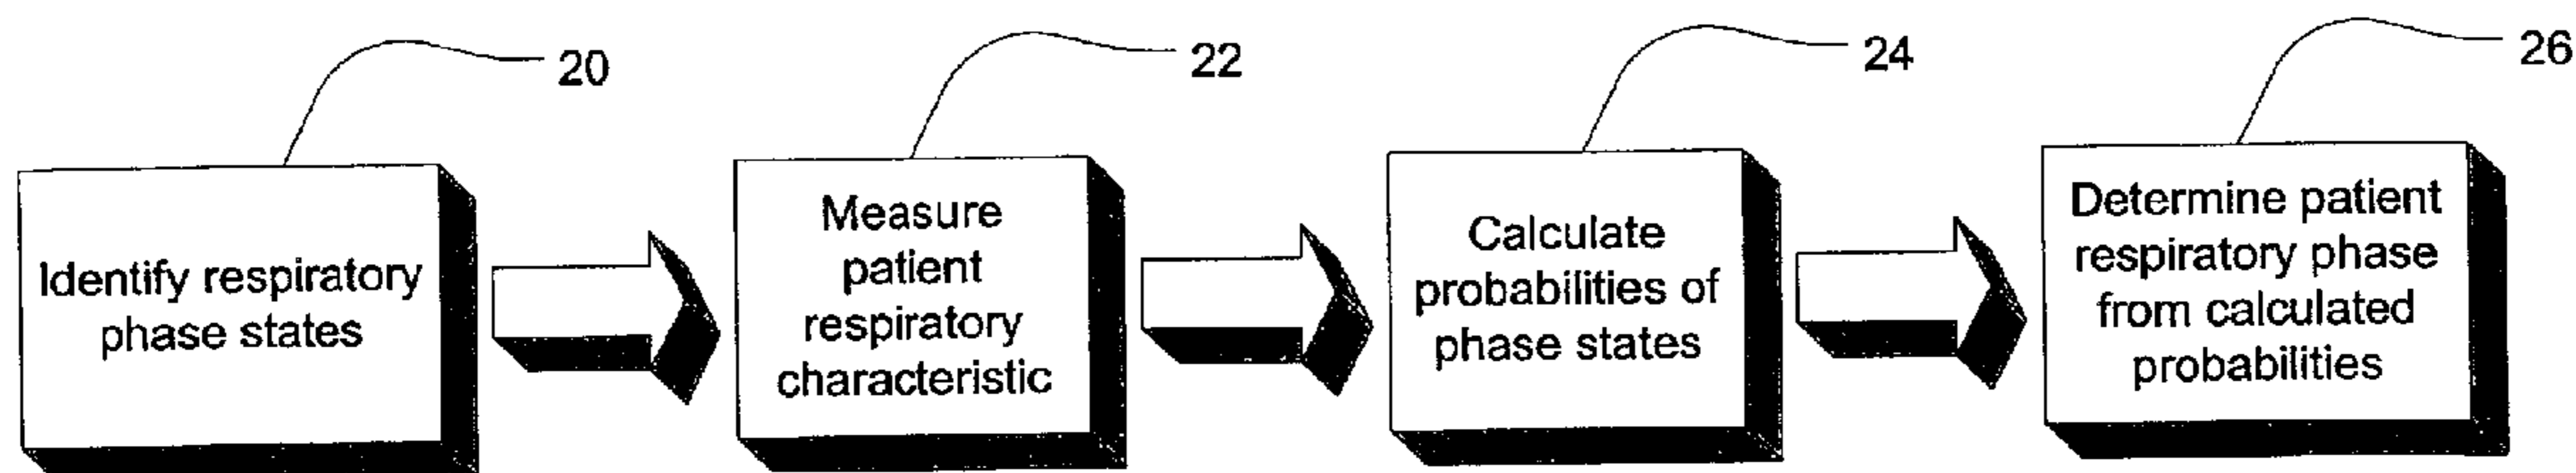 20
22
24
26
Identify respiratory
phase states
Measure
patient
respiratory
characteristic
Calculate
probabilities of
phase states
Determine patient
respiratory phase
from calculated
probabilities